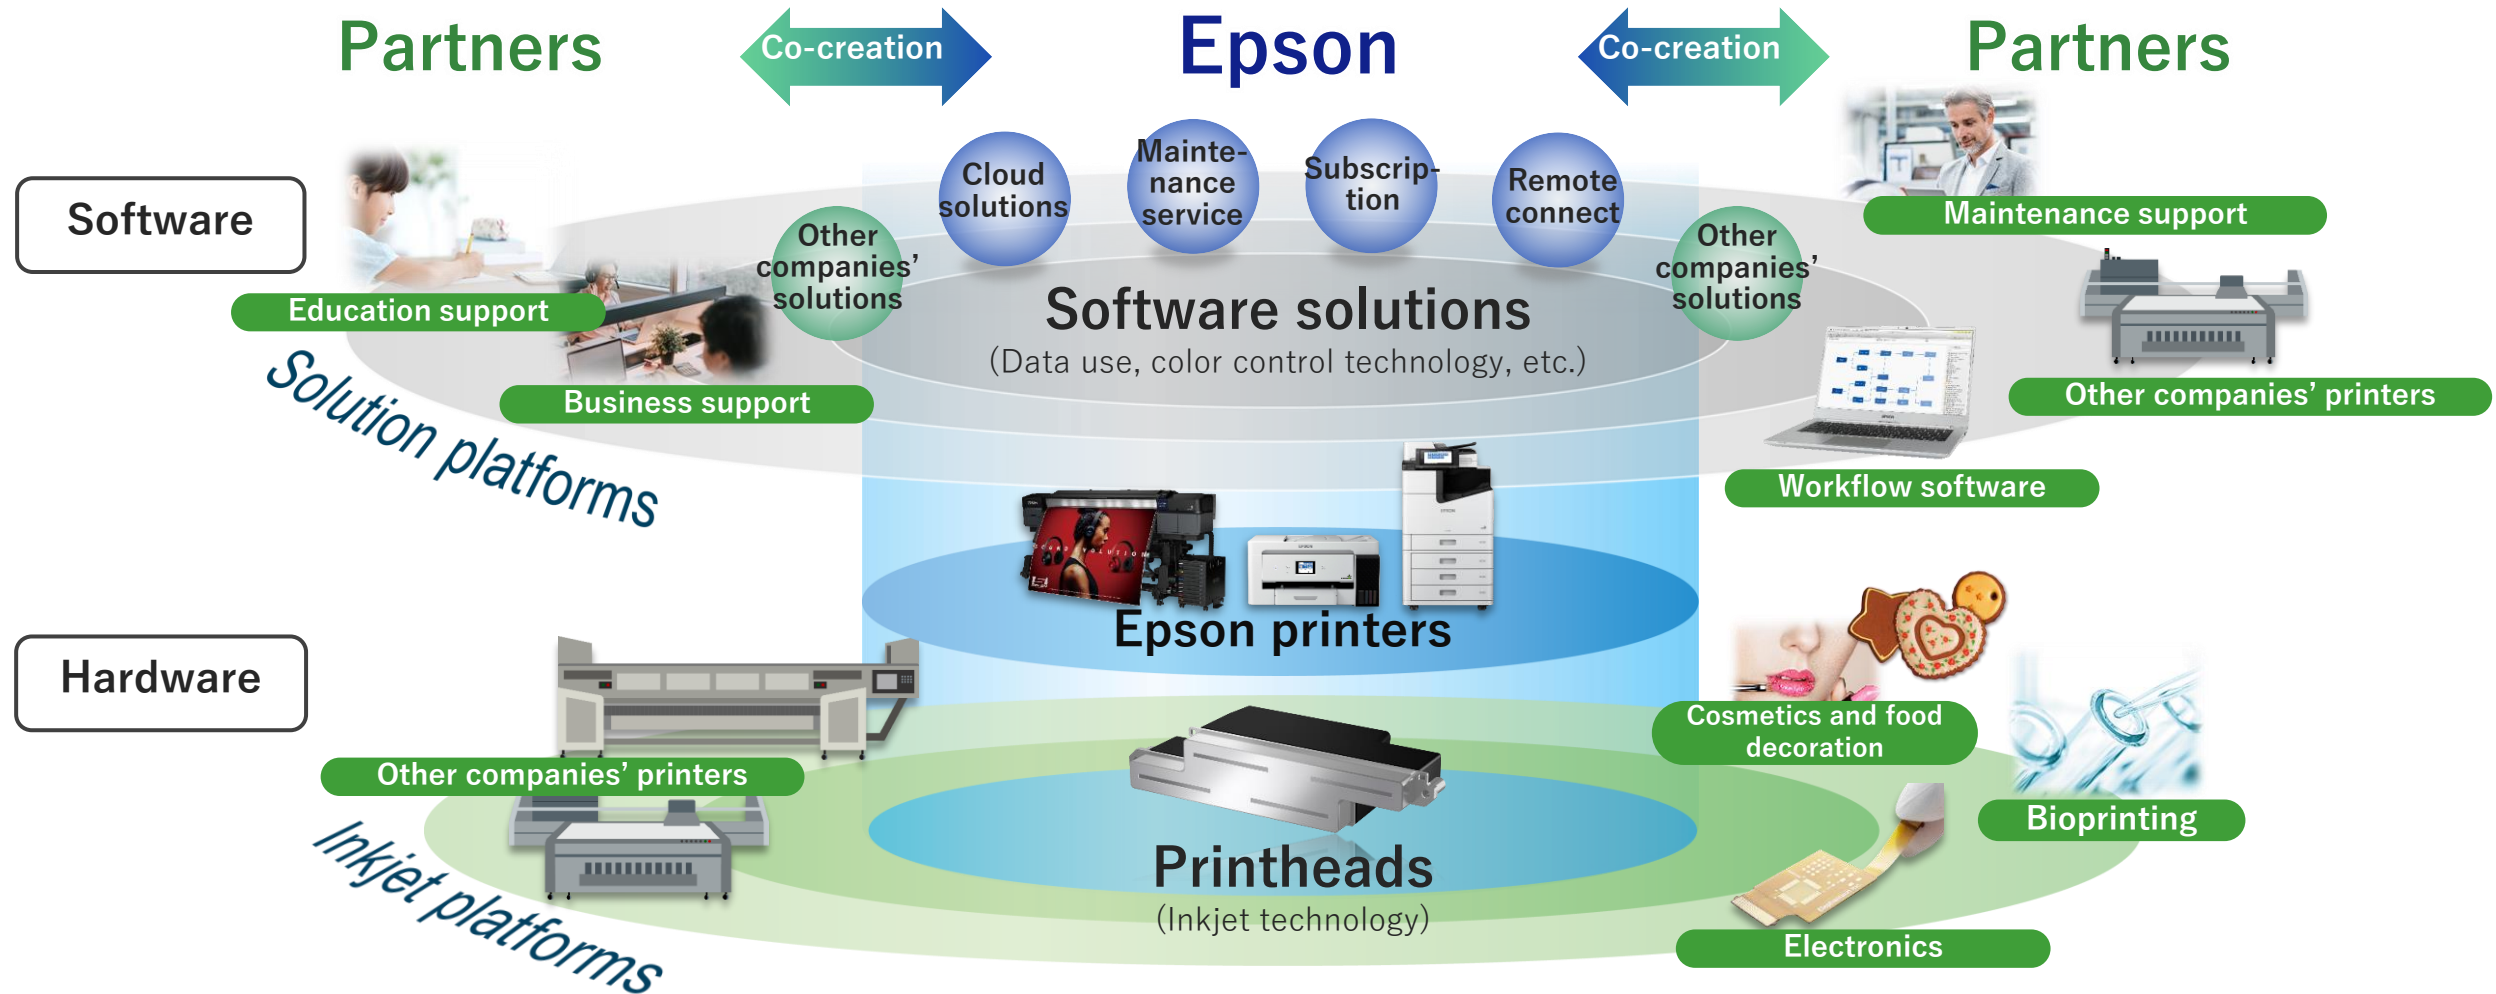 Partners
Co-creation
Epson
Co-creation
Partners
Software
Cloud
solutions
Mainte-
nance
service
Subscrip-
tion
Remote
connect
Other
companies’
solutions
Other
companies’
solutions
Maintenance support
Education support
Business support
Software solutions
(Data use, color control technology, etc.)
Other companies’ printers
Workflow software
Solution platforms
Epson printers
Hardware
Cosmetics and food
decoration
Other companies’ printers
Bioprinting
Printheads
(Inkjet technology)
Electronics
Inkjet platforms